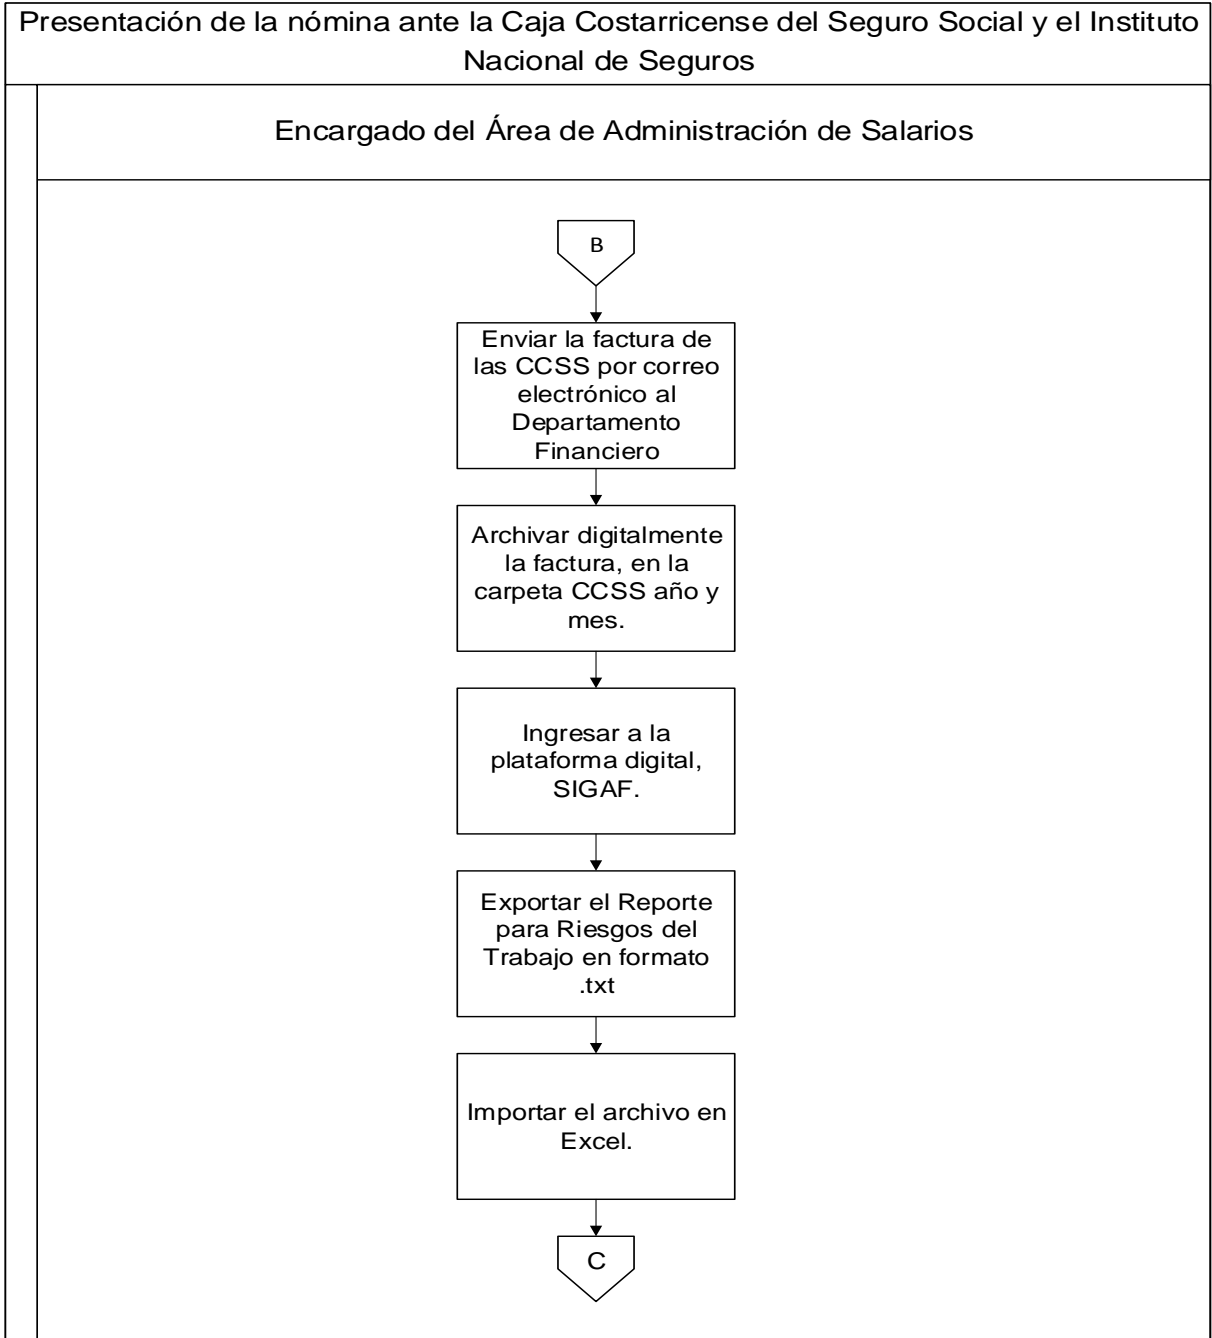 Presentación de la nómina ante la Caja Costarricense del Seguro Social y el Instituto
Nacional de Seguros
Encargado del Área de Administración de Salarios
B
Enviar la factura de
las CCSS por correo
electrónico al
Departamento
Financiero
Archivar digitalmente
la factura, en la
carpeta CCSS año y
mes.
Ingresar a la
plataforma digital,
SIGAF.
Exportar el Reporte
para Riesgos del
Trabajo en formato
.txt
Importar el archivo en
Excel.
C